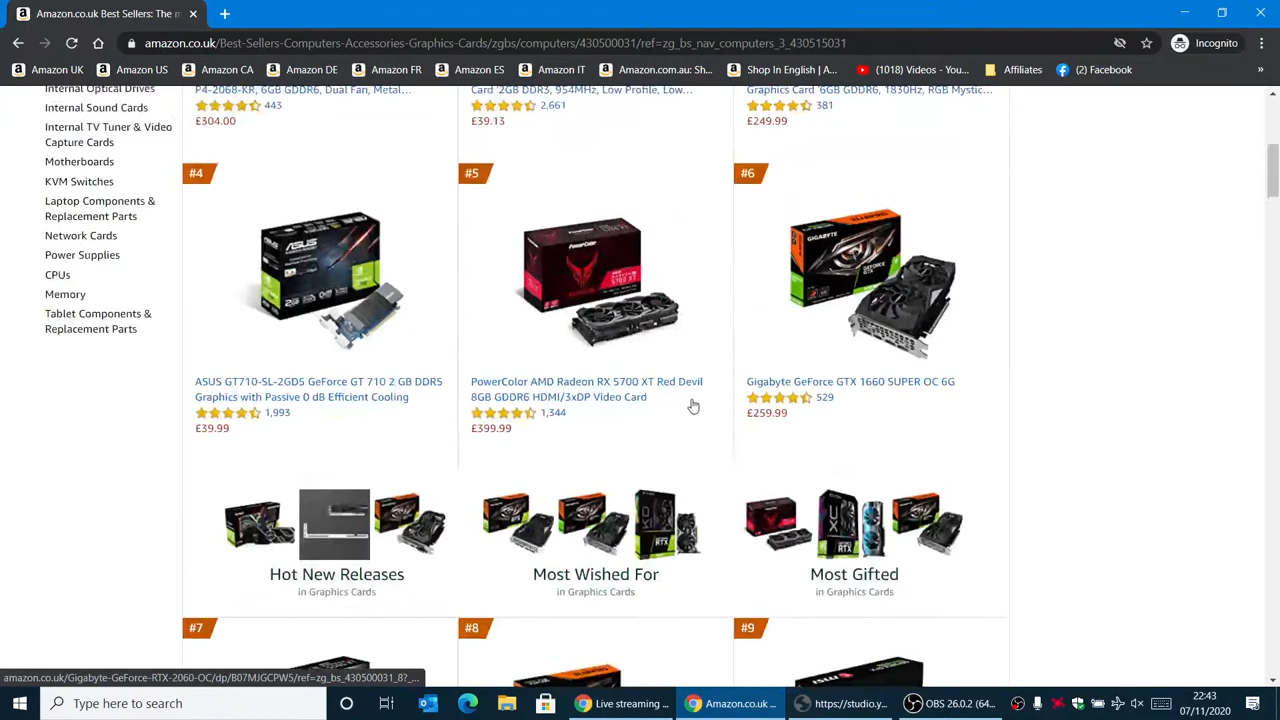 Amazon.co.uk Best Sellers: The m
amazon.co.uk/Best-Sellers-Computers-Accessories-Graphics-Cards/zgbs/computers/430500031/ref=zg_bs_nav_computers_3_430515031
Incognito
Amazon UK
Amazon US
Amazon CA
Amazon DE
Amazon FR
Amazon ES
Amazon IT
Amazon.com.au: Sh...
Shop In English | A...
(1018) Videos - You...
Affiliates
(2) Facebook
Internal Optical Drives
Internal Sound Cards
Internal TV Tuner & Video
Capture Cards
Motherboards
KVM Switches
Laptop Components &
Replacement Parts
Network Cards
Power Supplies
CPUs
Memory
Tablet Components &
Replacement Parts
P4-2068-KR, 6GB GDDR6, Dual Fan, Metal...
443
£304.00
Card '2GB DDR3, 954MHz, Low Profile, Low...
2,661
£39.13
Graphics Card '6GB GDDR6, 1830Hz, RGB Mystic...
381
£249.99
#4
ASUS GT710-SL-2GD5 GeForce GT 710 2 GB DDR5
Graphics with Passive 0 dB Efficient Cooling
1,993
£39.99
#5
PowerColor AMD Radeon RX 5700 XT Red Devil
8GB GDDR6 HDMI/3xDP Video Card
1,344
£399.99
#6
GIGABYTE
Gigabyte GeForce GTX 1660 SUPER OC 6G
529
£259.99
Hot New Releases
in Graphics Cards
Most Wished For
in Graphics Cards
Most Gifted
in Graphics Cards
#7
#8
#9
amazon.co.uk/Gigabyte-GeForce-RTX-2060-OC/dp/B07MJGCPW5/ref=zg_bs_430500031_8?_...
Type here to search
Live streaming ...
Amazon.co.uk ...
https://studio.y...
OBS 26.0.2 (64...
22:43
07/11/2020